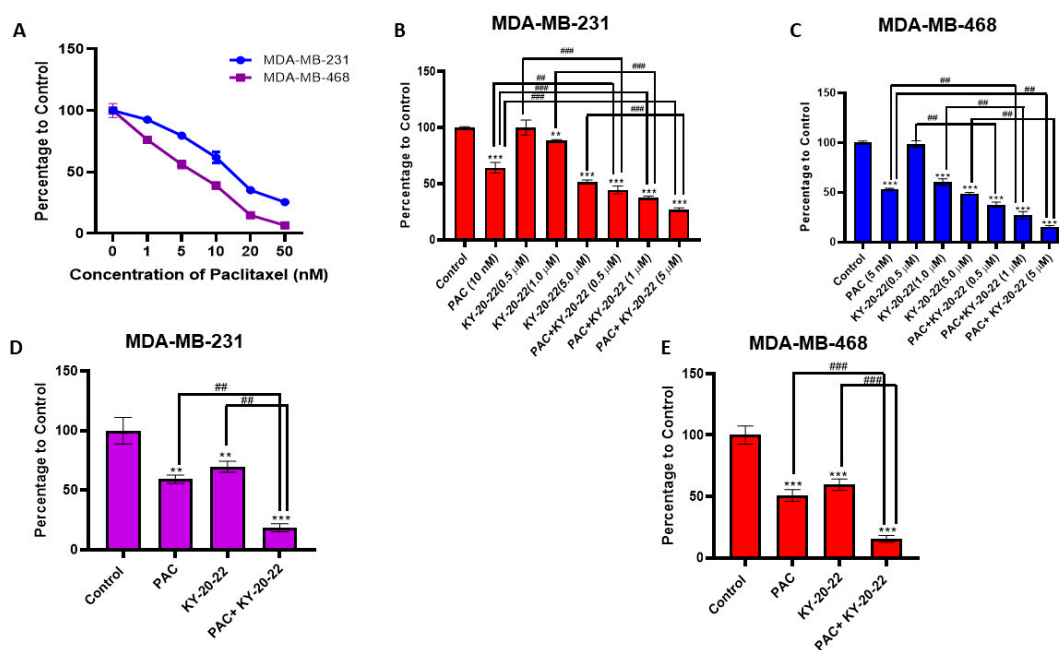 A
150
100
50
0
Percentage to Control
MDA-MB-231
MDA-MB-468
0 1 5 10 20 50
Concentration of Paclitaxel (nM)
B
MDA-MB-231
150
100
50
0
Percentage to Control
###
###
##
###
###
###
***
**
***
***
***
***
Control
PAC (10 nM)
KY-20-22(0.5 μM)
KY-20-22(1.0 μM)
KY-20-22(5.0 μM)
PAC+KY-20-22 (0.5 μM)
PAC+KY-20-22 (1 μM)
PAC+ KY-20-22 (5 μM)
C
MDA-MB-468
150
100
50
0
Percentage to Control
##
##
##
##
##
***
***
***
***
***
***
Control
PAC (5 nM)
KY-20-22(0.5 μM)
KY-20-22(1.0 μM)
KY-20-22(5.0 μM)
PAC+KY-20-22 (0.5 μM)
PAC+KY-20-22 (1 μM)
PAC+ KY-20-22 (5 μM)
D
MDA-MB-231
150
100
50
0
Percentage to Control
##
##
**
**
***
Control
PAC
KY-20-22
PAC+ KY-20-22
E
MDA-MB-468
150
100
50
0
Percentage to Control
###
###
***
***
***
Control
PAC
KY-20-22
PAC+ KY-20-22